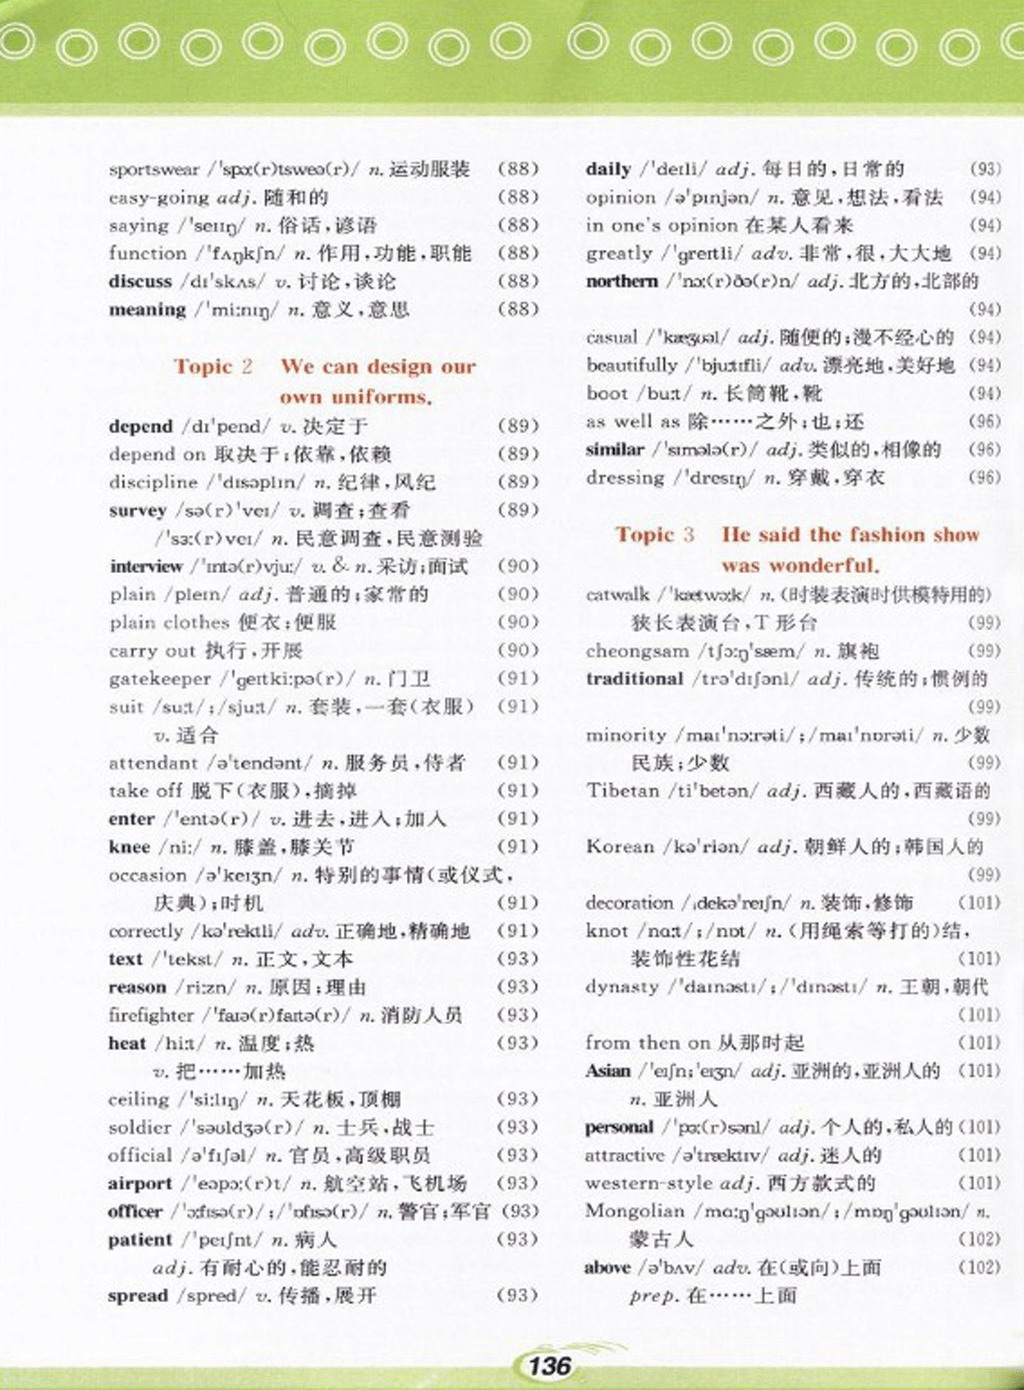 sportswear /ˈspɔː(r)tsweə(r)/ n. 运动服装 (88)
easy-going adj. 随和的 (88)
saying /ˈseɪɪŋ/ n. 俗话,谚语 (88)
function /ˈfʌŋkʃn/ n. 作用,功能,职能 (88)
discuss /dɪˈskʌs/ v. 讨论,谈论 (88)
meaning /ˈmiːnɪŋ/ n. 意义,意思 (88)
Topic 2 We can design our
own uniforms.
depend /dɪˈpend/ v. 决定于 (89)
depend on 取决于;依靠,依赖 (89)
discipline /ˈdɪsəplɪn/ n. 纪律,风纪 (89)
survey /sə(r)ˈveɪ/ v. 调查;查看 (89)
/ˈsɜː(r)veɪ/ n. 民意调查,民意测验
interview /ˈɪntə(r)vjuː/ v. & n. 采访;面试 (90)
plain /pleɪn/ adj. 普通的;家常的 (90)
plain clothes 便衣;便服 (90)
carry out 执行,开展 (90)
gatekeeper /ˈɡeɪtkiːpə(r)/ n. 门卫 (91)
suit /suːt/;/sjuːt/ n. 套装,一套(衣服) (91)
v. 适合
attendant /əˈtendənt/ n. 服务员,侍者 (91)
take off 脱下(衣服),摘掉 (91)
enter /ˈentə(r)/ v. 进去,进入;加入 (91)
knee /niː/ n. 膝盖,膝关节 (91)
occasion /əˈkeɪʒn/ n. 特别的事情(或仪式,
庆典);时机 (91)
correctly /kəˈrektli/ adv. 正确地,精确地 (91)
text /ˈtekst/ n. 正文,文本 (93)
reason /riːzn/ n. 原因;理由 (93)
firefighter /ˈfaɪə(r)faɪtə(r)/ n. 消防人员 (93)
heat /hiːt/ n. 温度;热 (93)
v. 把……加热
ceiling /ˈsiːlɪŋ/ n. 天花板,顶棚 (93)
soldier /ˈsəʊldʒə(r)/ n. 士兵,战士 (93)
official /əˈfɪʃəl/ n. 官员,高级职员 (93)
airport /ˈeəpɔː(r)t/ n. 航空站,飞机场 (93)
officer /ˈɔːfɪsə(r)/;/ˈɒfɪsə(r)/ n. 警官;军官 (93)
patient /ˈpeɪʃnt/ n. 病人 (93)
adj. 有耐心的,能忍耐的
spread /spred/ v. 传播,展开 (93)
daily /ˈdeɪli/ adj. 每日的,日常的 (93)
opinion /əˈpɪnjən/ n. 意见,想法,看法 (94)
in one's opinion 在某人看来 (94)
greatly /ˈɡreɪtli/ adv. 非常,很,大大地 (94)
northern /ˈnɔː(r)ðə(r)n/ adj. 北方的,北部的
(94)
casual /ˈkæʒuəl/ adj. 随便的;漫不经心的 (94)
beautifully /ˈbjuːtɪfli/ adv. 漂亮地,美好地 (94)
boot /buːt/ n. 长筒靴,靴 (94)
as well as 除……之外;也;还 (96)
similar /ˈsɪmələ(r)/ adj. 类似的,相像的 (96)
dressing /ˈdresɪŋ/ n. 穿戴,穿衣 (96)
Topic 3 He said the fashion show
was wonderful.
catwalk /ˈkætwɔːk/ n. (时装表演时供模特用的)
狭长表演台,T 形台 (99)
cheongsam /tʃɔːŋˈsæm/ n. 旗袍 (99)
traditional /trəˈdɪʃənl/ adj. 传统的;惯例的
(99)
minority /maɪˈnɔːrəti/;/maɪˈnɒrəti/ n. 少数
民族;少数 (99)
Tibetan /tiˈbetən/ adj. 西藏人的,西藏语的
(99)
Korean /kəˈriən/ adj. 朝鲜人的;韩国人的
(99)
decoration /ˌdekəˈreɪʃn/ n. 装饰,修饰 (101)
knot /nɑːt/;/nɒt/ n. (用绳索等打的)结,
装饰性花结 (101)
dynasty /ˈdaɪnəstɪ/;/ˈdɪnəstɪ/ n. 王朝,朝代
(101)
from then on 从那时起 (101)
Asian /ˈeɪʃn;ˈeɪʒn/ adj. 亚洲的,亚洲人的 (101)
n. 亚洲人
personal /ˈpɜː(r)sənl/ adj. 个人的,私人的 (101)
attractive /əˈtræktɪv/ adj. 迷人的 (101)
western-style adj. 西方款式的 (101)
Mongolian /mɑːŋˈɡəʊlɪən/;/mɒŋˈɡəʊlɪən/ n.
蒙古人 (102)
above /əˈbʌv/ adv. 在(或向)上面 (102)
prep. 在……上面
136